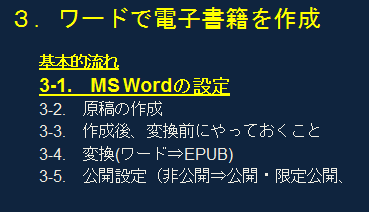 ３．ワードで電子書籍を作成
基本的流れ
3-1.　MS Wordの設定
3-2.　原稿の作成
3-3.　作成後、変換前にやっておくこと
3-4.　変換(ワード⇒EPUB)
3-5.　公開設定（非公開⇒公開・限定公開、